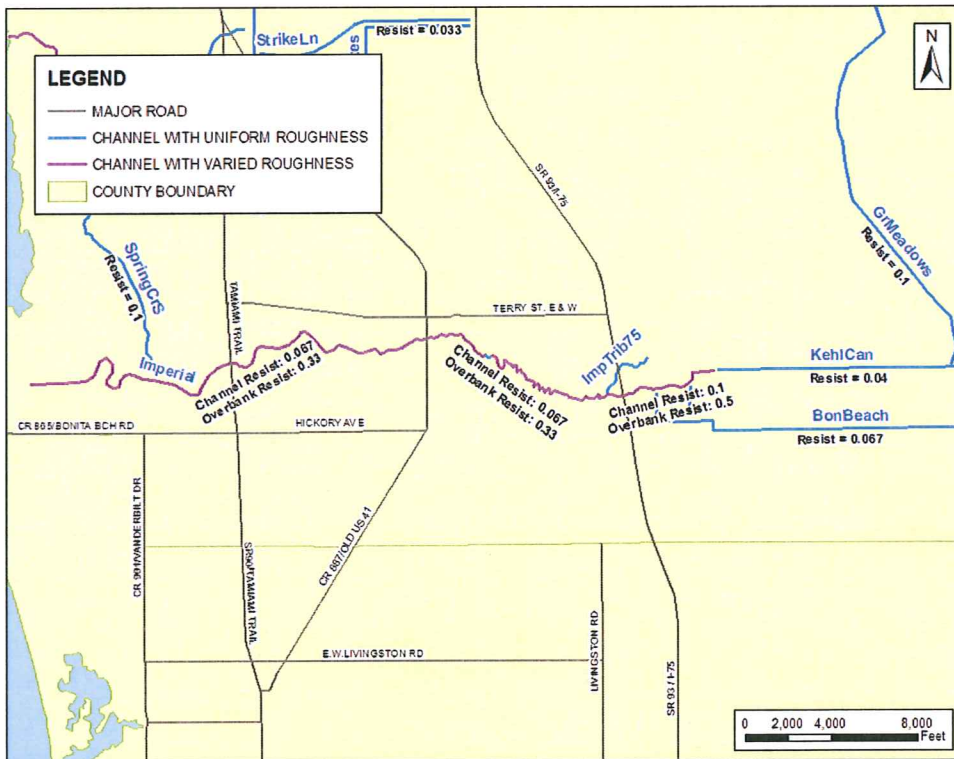 StrikeLn
Resist = 0.033
kes
N
LEGEND
MAJOR ROAD
CHANNEL WITH UNIFORM ROUGHNESS
CHANNEL WITH VARIED ROUGHNESS
COUNTY BOUNDARY
SR 93/I-75
GrMeadows
Resist = 0.1
SpringCrS
Resist = 0.1
TAMIAMI TRAIL
TERRY ST. E & W
ImpTrib75
Imperial
Channel Resist: 0.067
Overbank Resist: 0.33
Channel Resist: 0.067
Overbank Resist: 0.33
KehlCan
Resist = 0.04
Channel Resist: 0.1
Overbank Resist: 0.5
BonBeach
Resist = 0.067
CR 865/BONITA BCH RD
HICKORY AVE
CR 901/VANDERBILT DR
SR90/TAMIAMI TRAIL
CR 887/OLD US 41
E.W.LIVINGSTON RD
LIVINGSTON RD
SR 93 / I-75
0 2,000 4,000 8,000
Feet